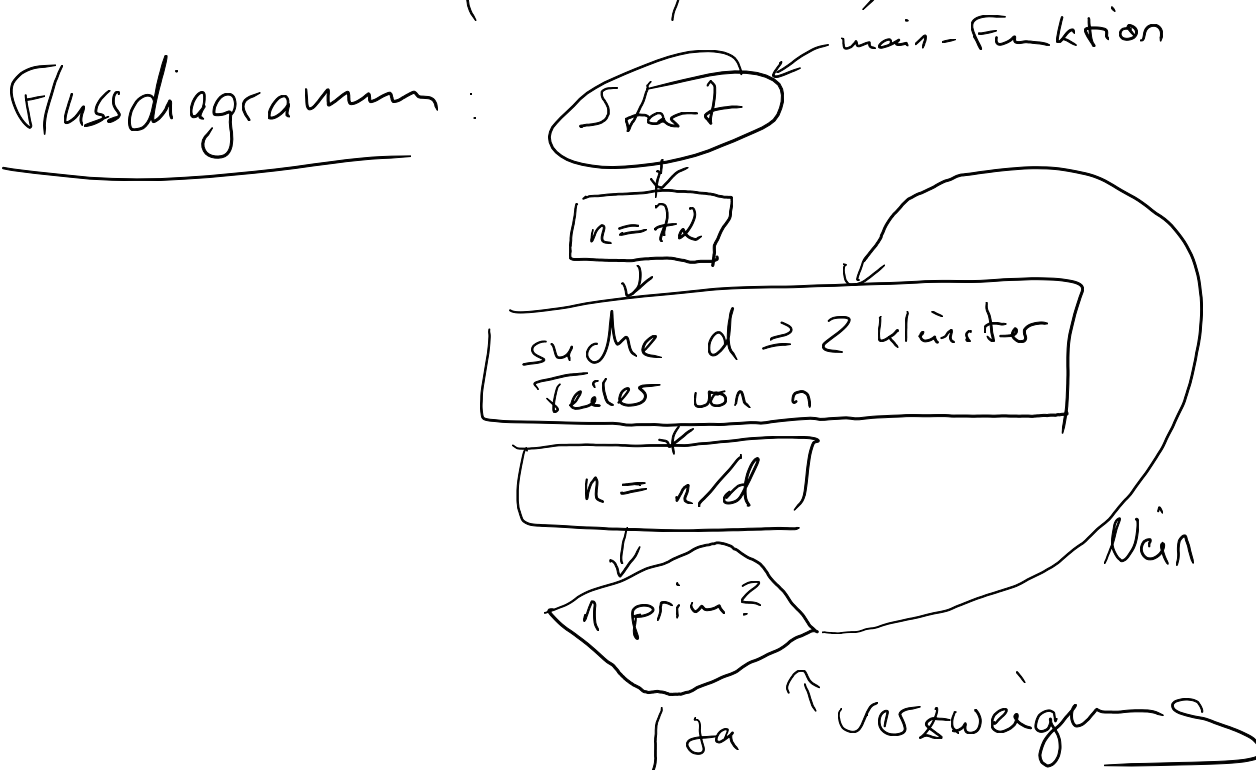 main-Funktion
Flussdiagramm:
Start
n=72
suche d ≥ 2 kleinster
Teiler von n
n = n/d
n prim?
Nein
Verzweigung
Ja